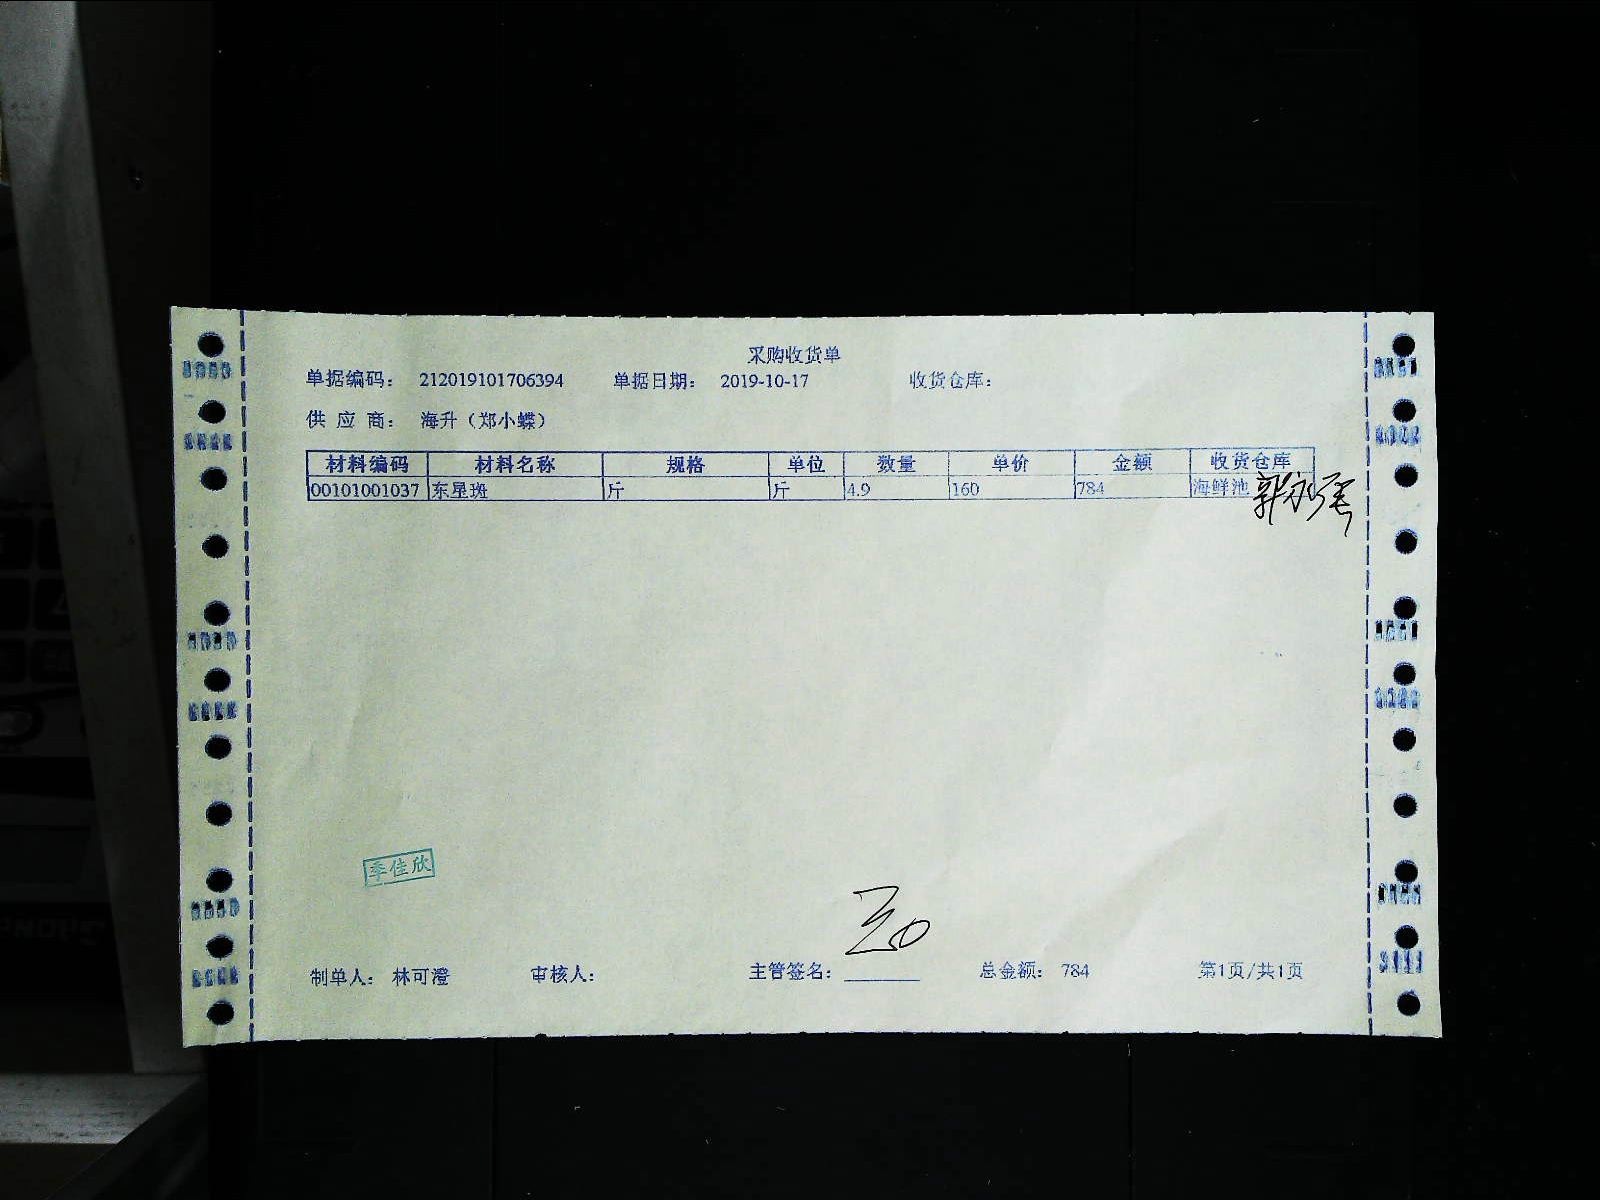 采购收货单
单据编码： 212019101706394 单据日期： 2019-10-17 收货仓库：
供 应 商： 海升（郑小蝶）
材料编码 材料名称 规格 单位 数量 单价 金额 收货仓库
00101001037 东星斑 斤 斤 4.9 160 784 海鲜池 郭永强
季佳欣
制单人： 林可澄 审核人： 主管签名： 总金额： 784 第1页/共1页